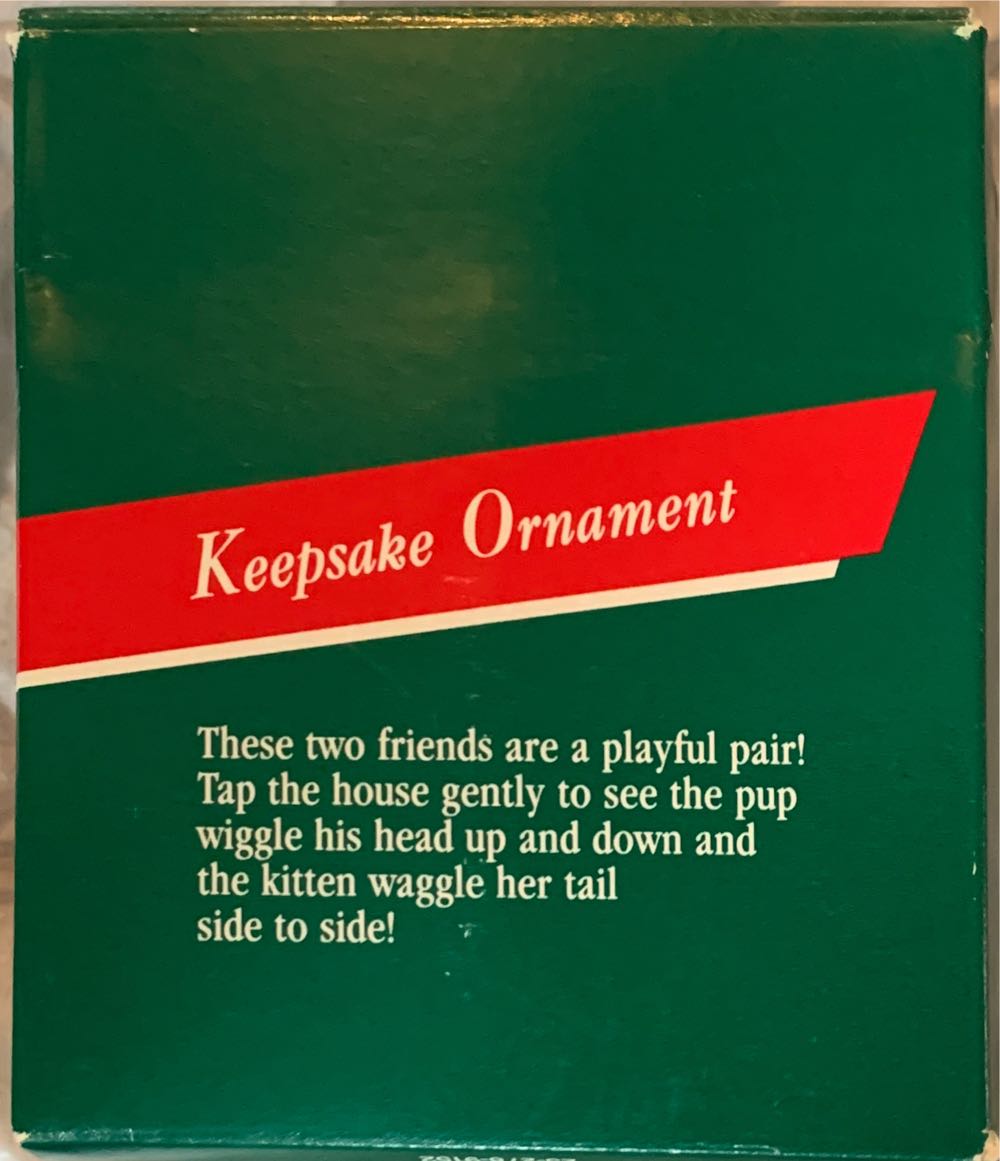 Keepsake Ornament
These two friends are a playful pair!
Tap the house gently to see the pup
wiggle his head up and down and
the kitten waggle her tail
side to side!